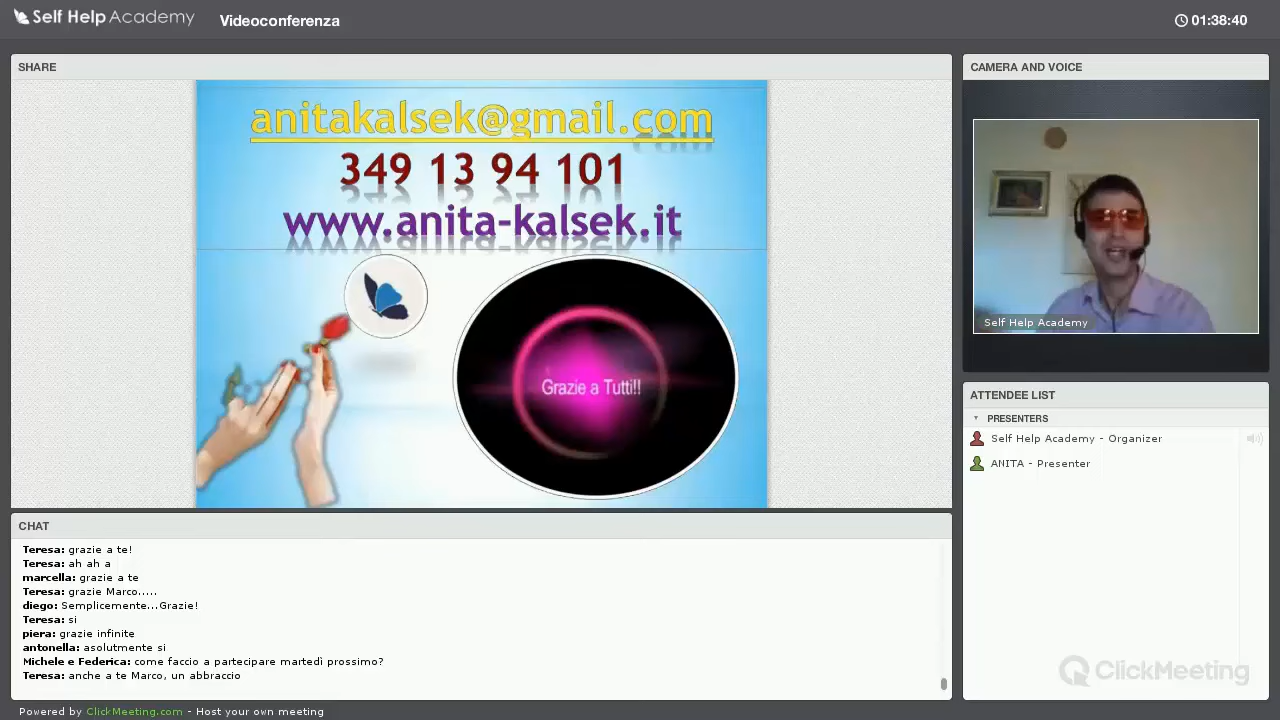 Self Help Academy
Videoconferenza
01:38:40
SHARE
anitakalsek@gmail.com
349 13 94 101
www.anita-kalsek.it
Grazie a Tutti!!
CAMERA AND VOICE
Self Help Academy
ATTENDEE LIST
PRESENTERS
Self Help Academy - Organizer
ANITA - Presenter
CHAT
Teresa: grazie a te!
Teresa: ah ah a
marcella: grazie a te
Teresa: grazie Marco.....
diego: Semplicemente...Grazie!
Teresa: si
piera: grazie infinite
antonella: asolutmente si
Michele e Federica: come faccio a partecipare martedì prossimo?
Teresa: anche a te Marco, un abbraccio
ClickMeeting
Powered by ClickMeeting.com - Host your own meeting